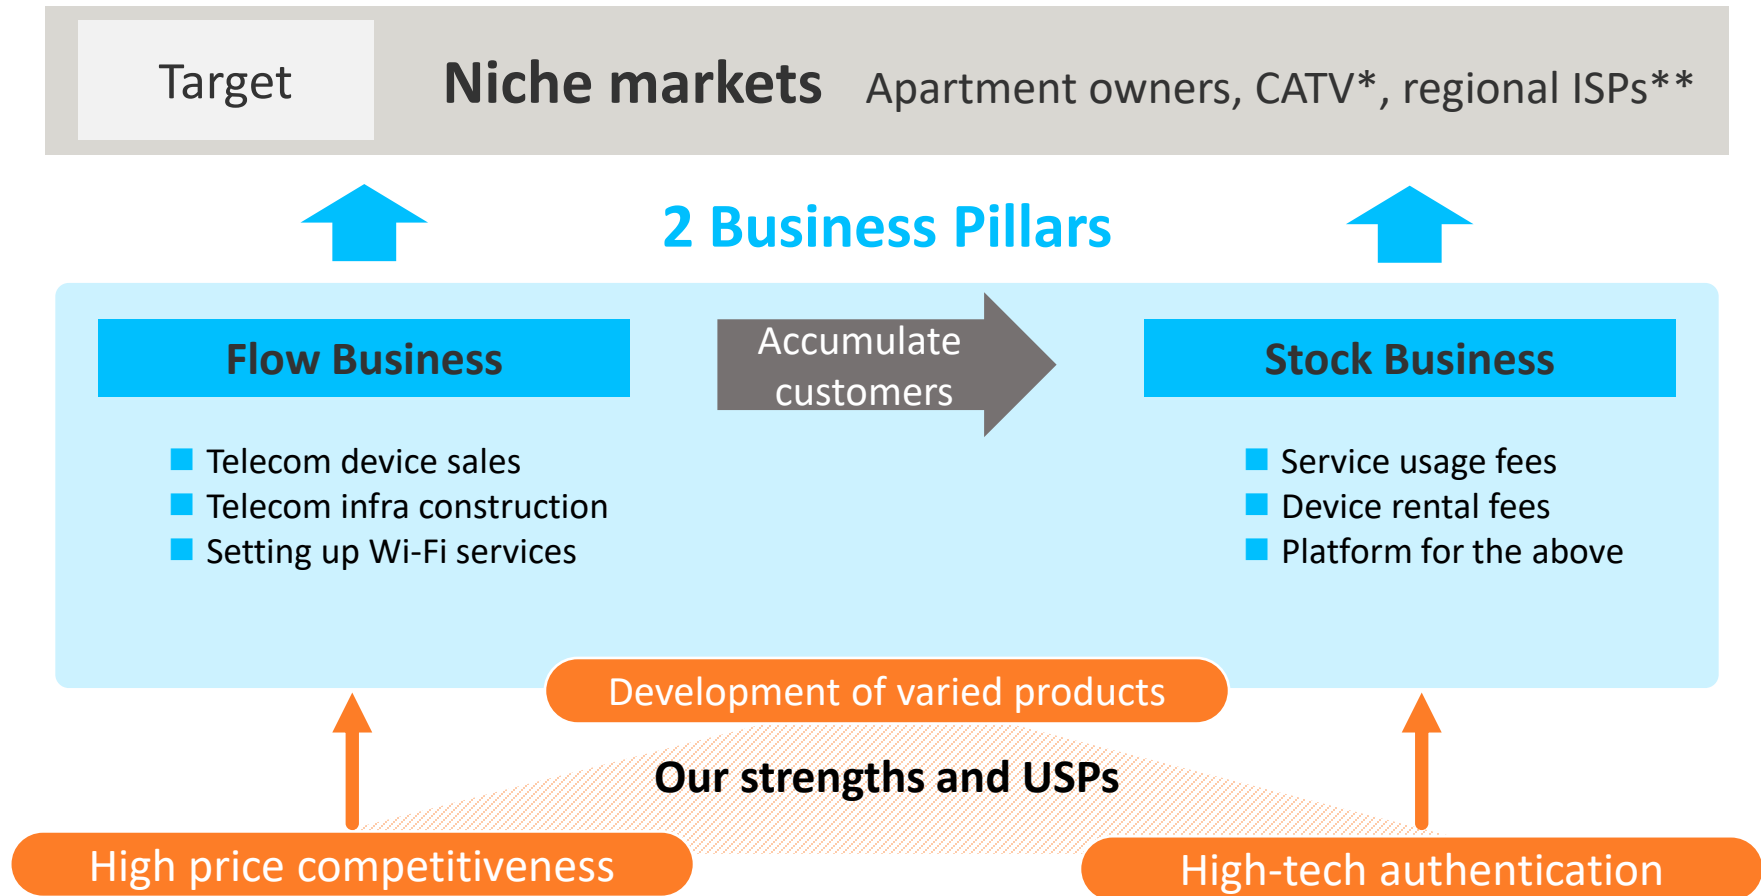 Target
Niche markets Apartment owners, CATV*, regional ISPs**
2 Business Pillars
Flow Business
Accumulate
customers
Stock Business
Telecom device sales
Telecom infra construction
Setting up Wi-Fi services
Service usage fees
Device rental fees
Platform for the above
Development of varied products
Our strengths and USPs
High price competitiveness
High-tech authentication